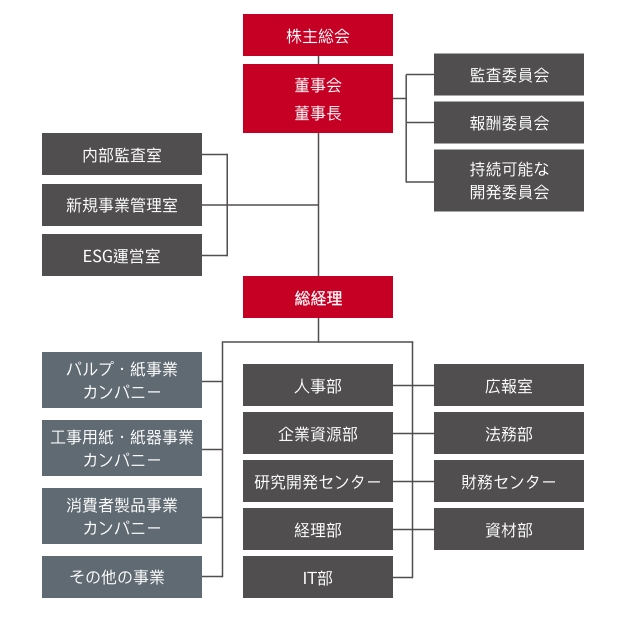 株主総会
董事会
董事長
監査委員会
報酬委員会
持続可能な
開発委員会
内部監査室
新規事業管理室
ESG運営室
総経理
パルプ・紙事業
カンパニー
工事用紙・紙器事業
カンパニー
消費者製品事業
カンパニー
その他の事業
人事部
企業資源部
研究開発センター
経理部
IT部
広報室
法務部
財務センター
資材部